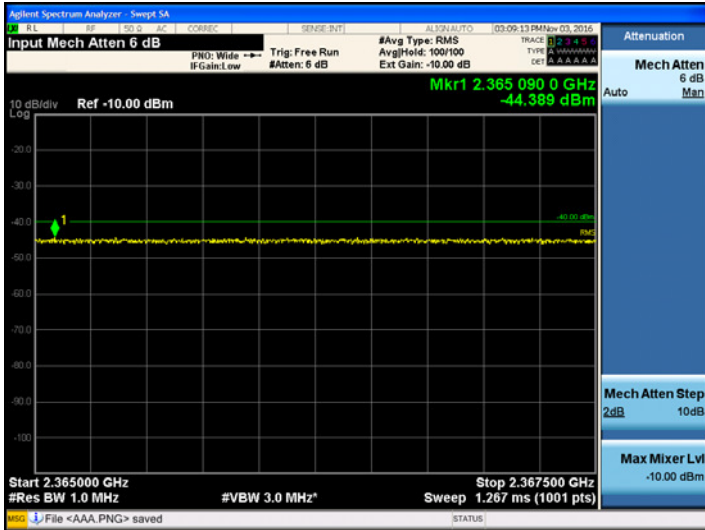 Agilent Spectrum Analyzer - Swept SA
RL RF 50 Ω AC CORREC SENSE:INT ALIGN AUTO 03:09:13 PM Nov 03, 2016
Input Mech Atten 6 dB
PNO: Wide
IFGain:Low
Trig: Free Run
#Atten: 6 dB
#Avg Type: RMS
Avg|Hold: 100/100
Ext Gain: -10.00 dB
TRACE 1 2 3 4 5 6
TYPE A
DET A A A A A A
Mkr1 2.365 090 0 GHz
-44.389 dBm
10 dB/div Ref -10.00 dBm
Log
-20.0
-30.0
-40.0
1
-40.00 dBm
RMS
-50.0
-60.0
-70.0
-80.0
-90.0
-100
Start 2.365000 GHz Stop 2.367500 GHz
#Res BW 1.0 MHz #VBW 3.0 MHz* Sweep 1.267 ms (1001 pts)
MSG File <AAA.PNG> saved STATUS
Attenuation
Mech Atten
6 dB
Auto Man
Mech Atten Step
2dB 10dB
Max Mixer Lvl
-10.00 dBm